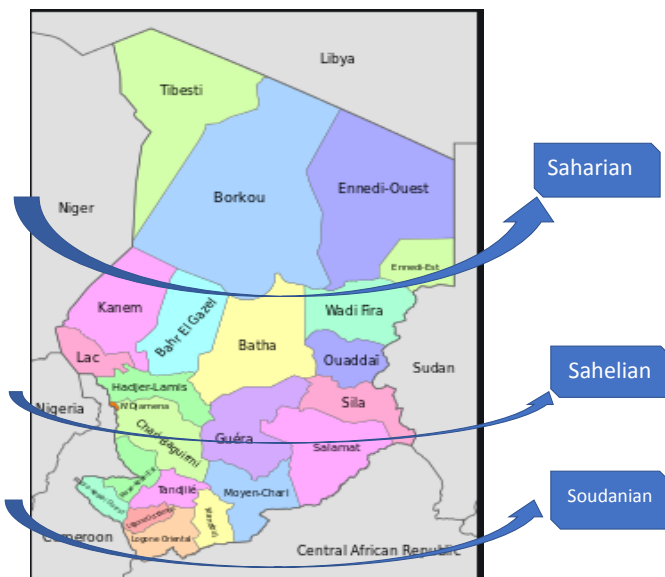 Libya
Tibesti
Saharian
Ennedi-Ouest
Borkou
Niger
Ennedi-Est
Kanem
Bahr El Gazel
Wadi Fira
Batha
Lac
Ouaddaï
Sudan
Sahelian
Hadjer-Lamis
Sila
Nigeria
N'Djamena
Chari-Baguirmi
Guéra
Salamat
Soudanian
Tandjilé
Moyen-Chari
Mandoul
Cameroon
Logone Oriental
Central African Republic